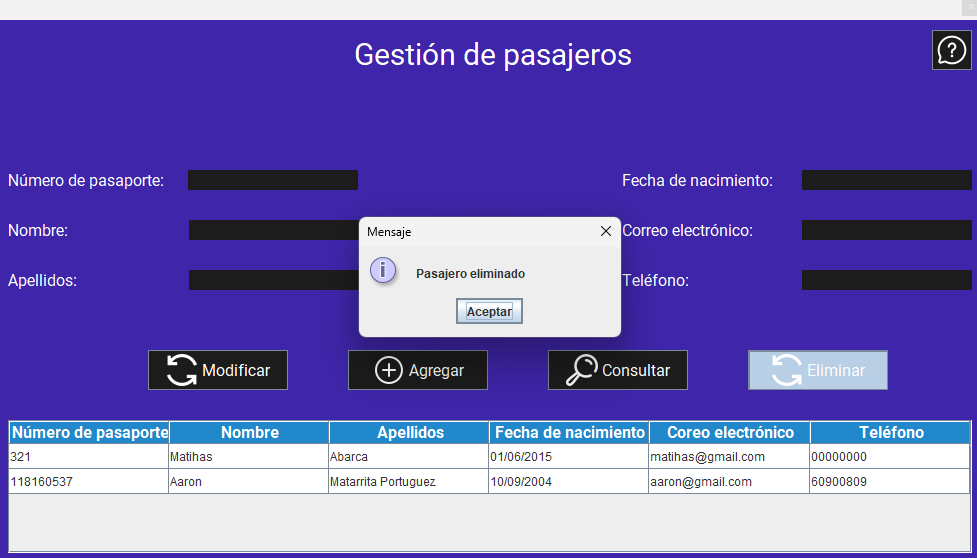 Gestión de pasajeros
Número de pasaporte:
Fecha de nacimiento:
Nombre:
Correo electrónico:
Apellidos:
Teléfono:
Mensaje
Pasajero eliminado
Aceptar
Modificar
Agregar
Consultar
Eliminar
Número de pasaporte Nombre Apellidos Fecha de nacimiento Coreo electrónico Teléfono
321 Matihas Abarca 01/06/2015 matihas@gmail.com 00000000
118160537 Aaron Matarrita Portuguez 10/09/2004 aaron@gmail.com 60900809